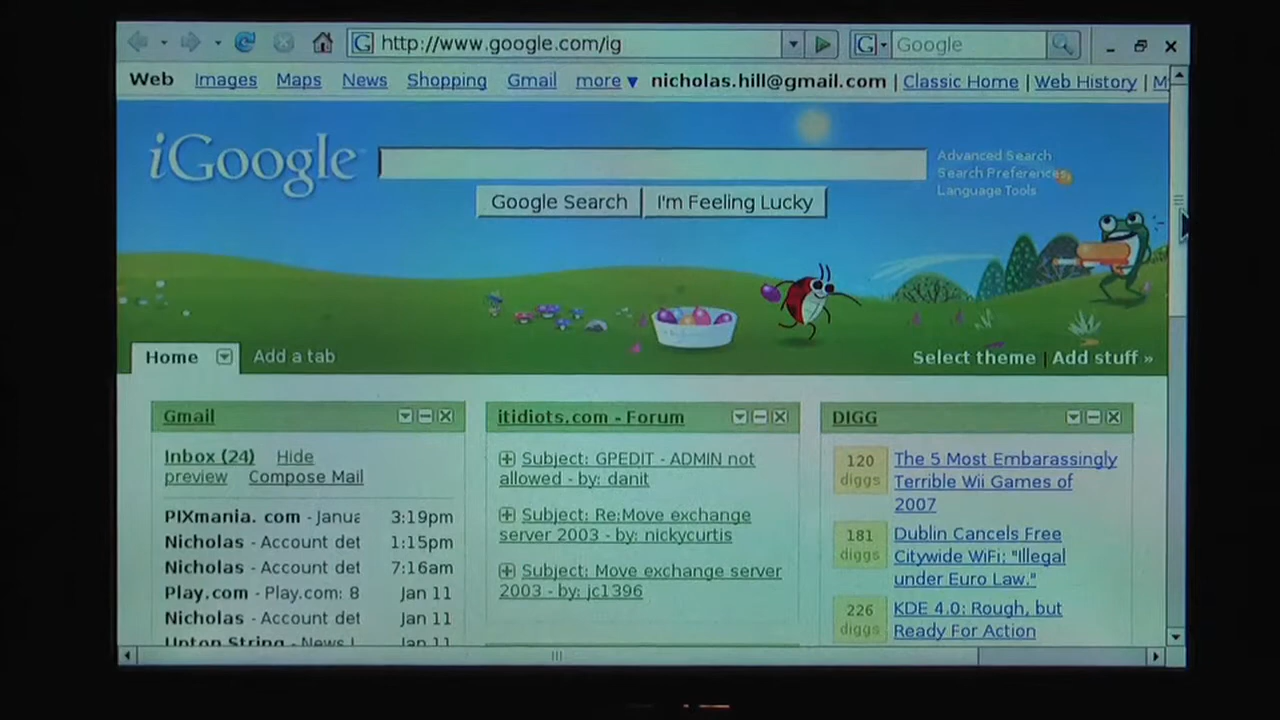 http://www.google.com/ig
Google
Web Images Maps News Shopping Gmail more ▼ nicholas.hill@gmail.com | Classic Home | Web History |
iGoogle
Advanced Search
Search Preferences
Language Tools
Google Search I'm Feeling Lucky
Home Add a tab Select theme | Add stuff »
Gmail
Inbox (24) Hide
preview Compose Mail
PIXmania. com - Janua 3:19pm
Nicholas - Account det 1:15pm
Nicholas - Account det 7:16am
Play.com - Play.com: 8 Jan 11
Nicholas - Account det Jan 11
Upton String - News L Jan 11
itidiots.com - Forum
Subject: GPEDIT - ADMIN not
allowed - by: danit
Subject: Re:Move exchange
server 2003 - by: nickycurtis
Subject: Move exchange server
2003 - by: jc1396
DIGG
120
diggs
The 5 Most Embarassingly
Terrible Wii Games of
2007
181
diggs
Dublin Cancels Free
Citywide WiFi: "Illegal
under Euro Law."
226
diggs
KDE 4.0: Rough, but
Ready For Action